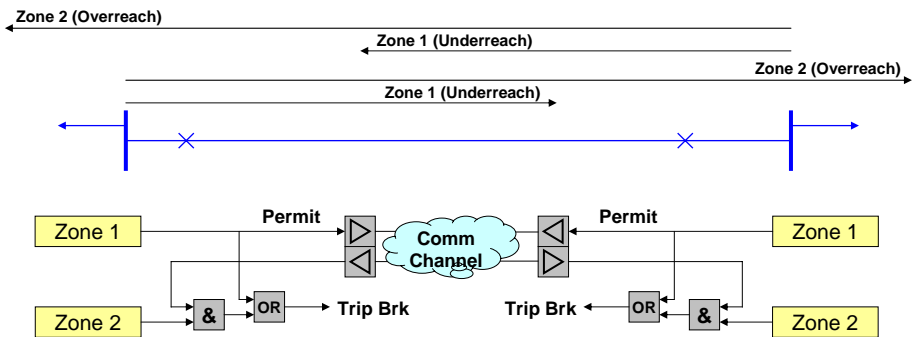 Zone 2 (Overreach)
Zone 1 (Underreach)
Zone 2 (Overreach)
Zone 1 (Underreach)
Zone 1
Permit
Comm
Channel
Permit
Zone 1
Zone 2
&
OR
Trip Brk
Trip Brk
OR
&
Zone 2